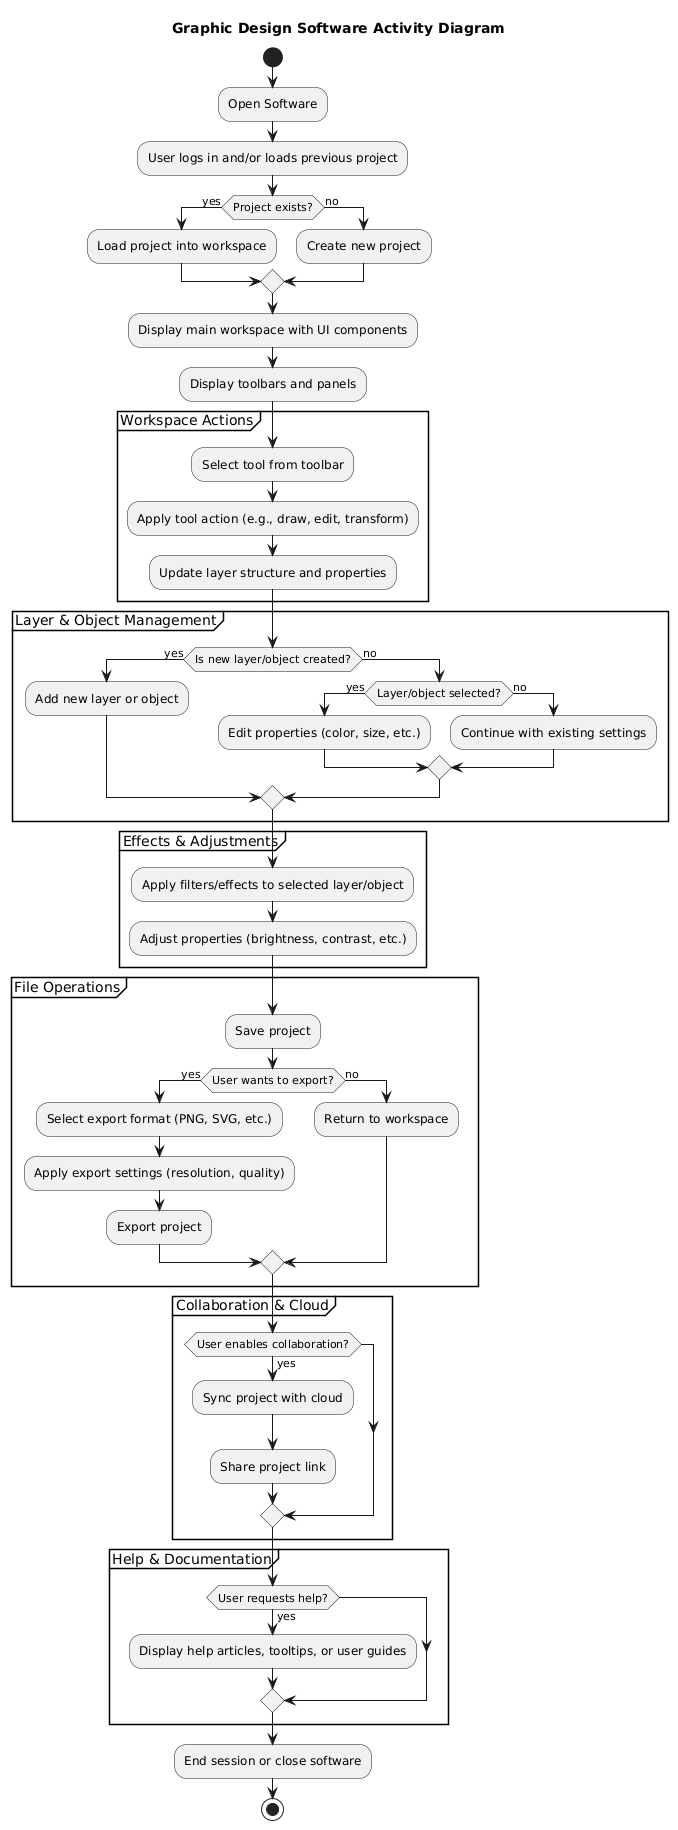 Graphic Design Software Activity Diagram
Open Software
User logs in and/or loads previous project
yes
Project exists?
no
Load project into workspace
Create new project
Display main workspace with UI components
Display toolbars and panels
Workspace Actions
Select tool from toolbar
Apply tool action (e.g., draw, edit, transform)
Update layer structure and properties
Layer & Object Management
yes
Is new layer/object created?
no
Add new layer or object
yes
Layer/object selected?
no
Edit properties (color, size, etc.)
Continue with existing settings
Effects & Adjustments
Apply filters/effects to selected layer/object
Adjust properties (brightness, contrast, etc.)
File Operations
Save project
yes
User wants to export?
no
Select export format (PNG, SVG, etc.)
Return to workspace
Apply export settings (resolution, quality)
Export project
Collaboration & Cloud
User enables collaboration?
yes
Sync project with cloud
Share project link
Help & Documentation
User requests help?
yes
Display help articles, tooltips, or user guides
End session or close software